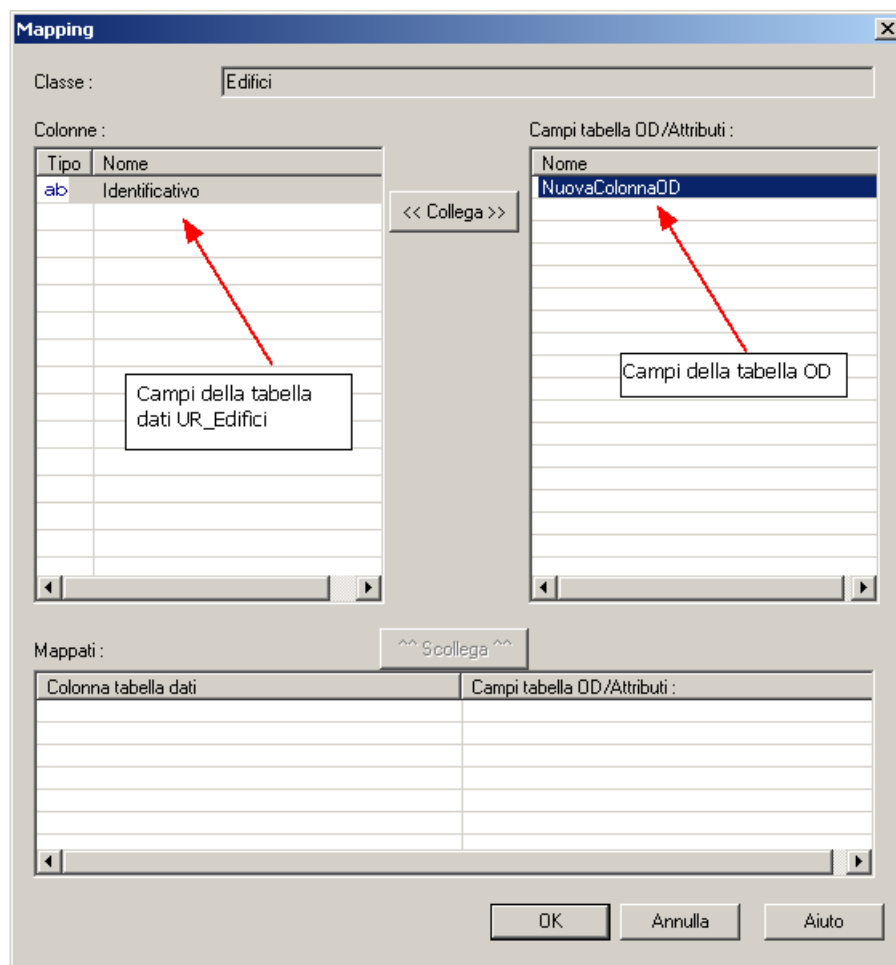 Mapping
Classe :
Edifici
Colonne :
Campi tabella OD/Attributi :
Tipo Nome
ab Identificativo
<< Collega >>
Nome
NuovaColonnaOD
Campi della tabella
dati UR_Edifici
Campi della tabella OD
Mappati :
^^ Scollega ^^
Colonna tabella dati
Campi tabella OD/Attributi :
OK
Annulla
Aiuto